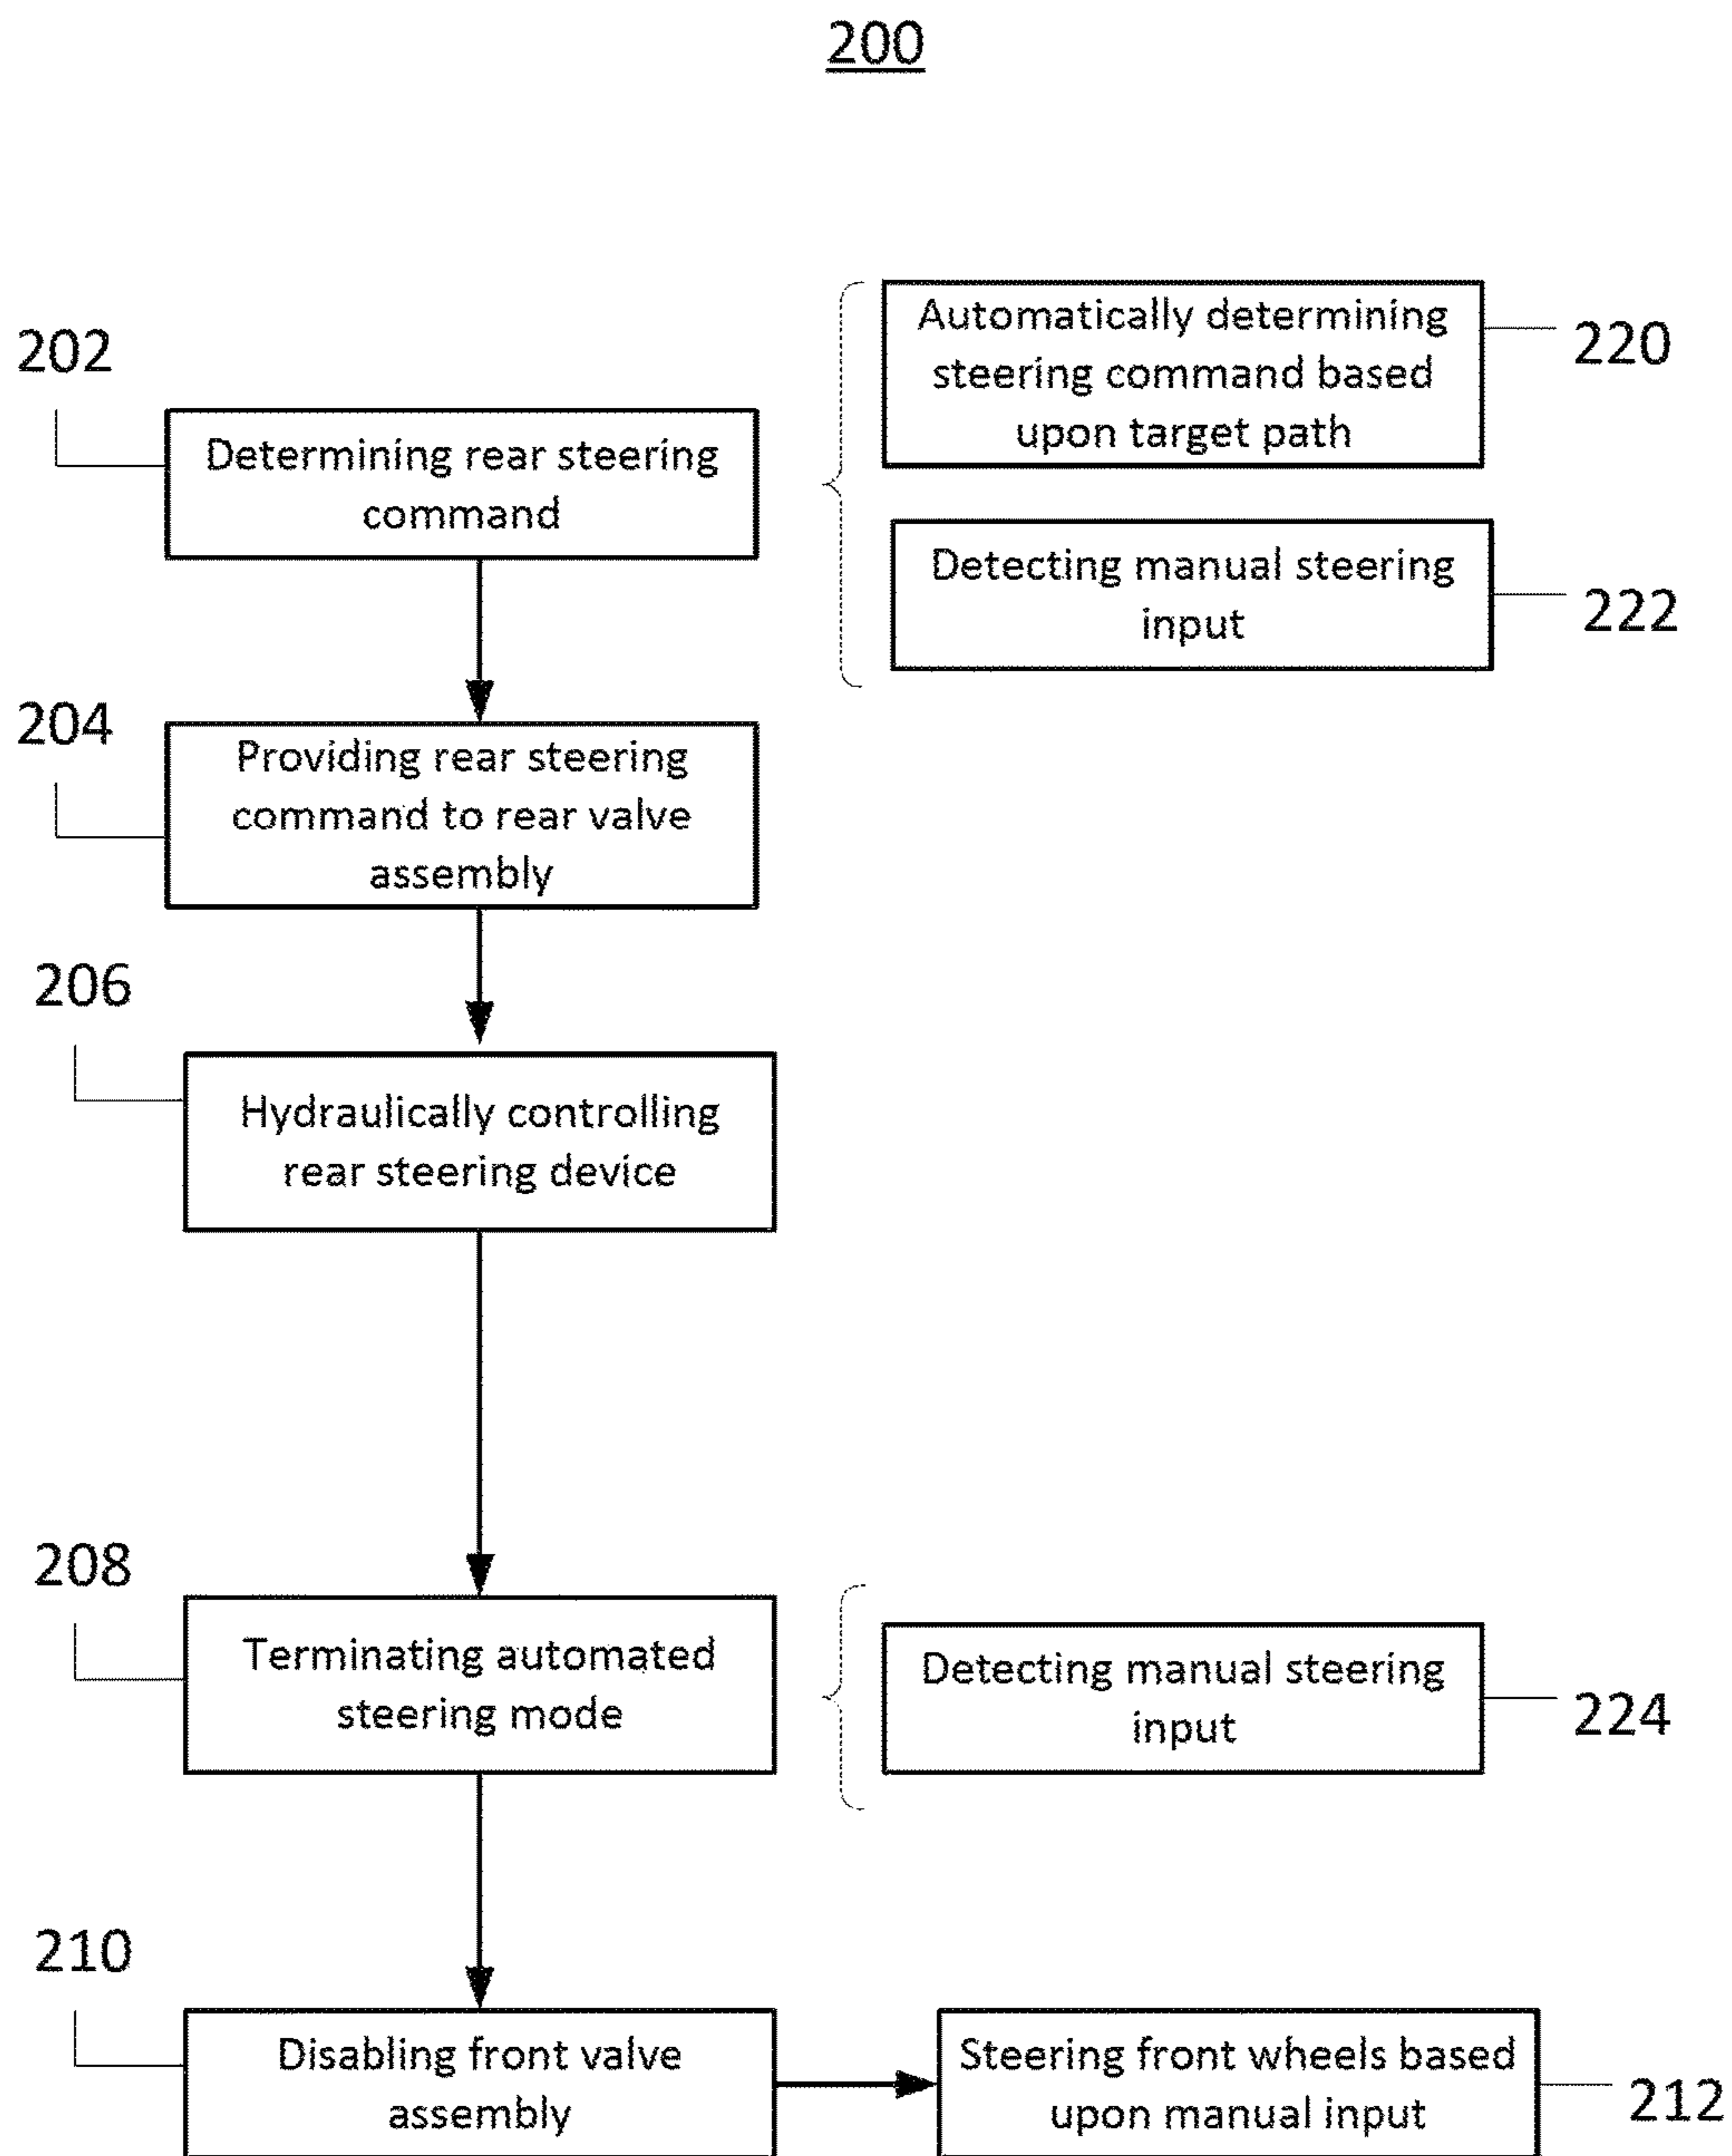 200
202
Determining rear steering
command
Automatically determining
steering command based
upon target path
220
Detecting manual steering
input
222
204
Providing rear steering
command to rear valve
assembly
206
Hydraulically controlling
rear steering device
208
Terminating automated
steering mode
Detecting manual steering
input
224
210
Disabling front valve
assembly
Steering front wheels based
upon manual input
212